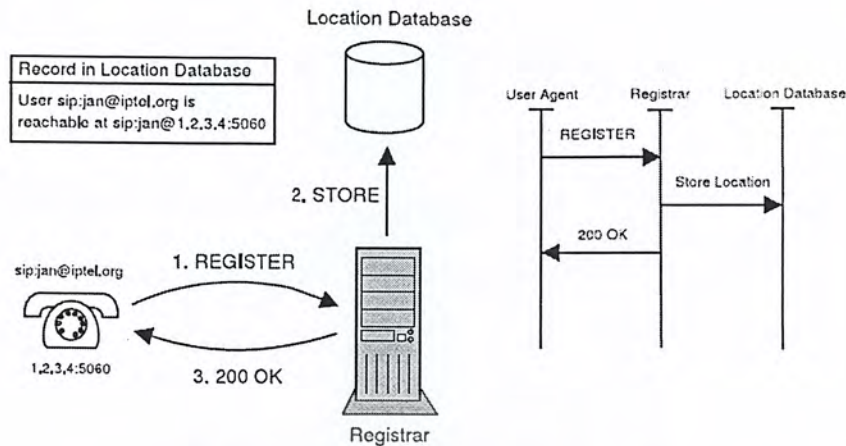 Location Database
Record in Location Database
User sip:jan@iptel.org is
reachable at sip:jan@1.2.3.4:5060
2. STORE
sip:jan@iptel.org
1. REGISTER
1.2.3.4:5060
3. 200 OK
Registrar
User Agent
Registrar
Location Database
REGISTER
Store Location
200 OK